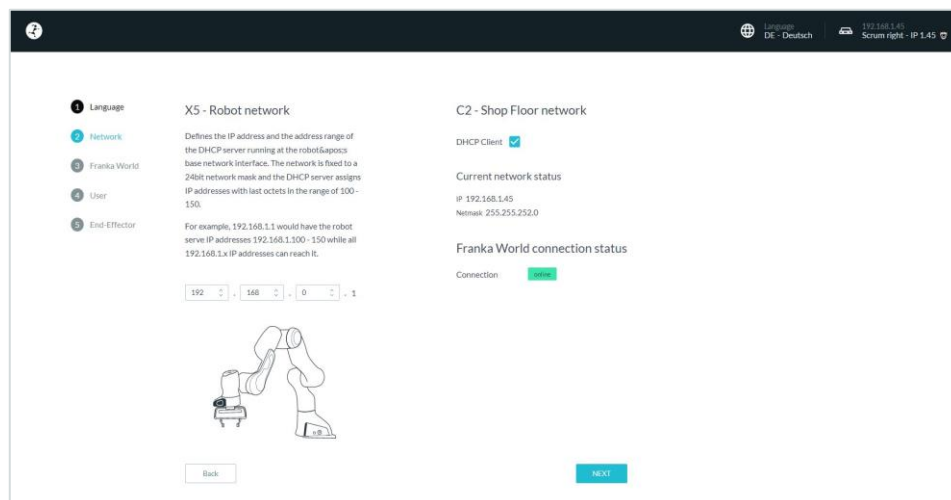 Language
DE - Deutsch
192.168.1.45
Scrum right - IP 1.45
1 Language
2 Network
3 Franka World
4 User
5 End-Effector
X5 - Robot network
Defines the IP address and the address range of
the DHCP server running at the robot&apos;s
base network interface. The network is fixed to a
24bit network mask and the DHCP server assigns
IP addresses with last octets in the range of 100 -
150.
For example, 192.168.1.1 would have the robot
serve IP addresses 192.168.1.100 - 150 while all
192.168.1.x IP addresses can reach it.
192 . 168 . 0 . 1
Back
C2 - Shop Floor network
DHCP Client
Current network status
IP 192.168.1.45
Netmask 255.255.252.0
Franka World connection status
Connection online
NEXT